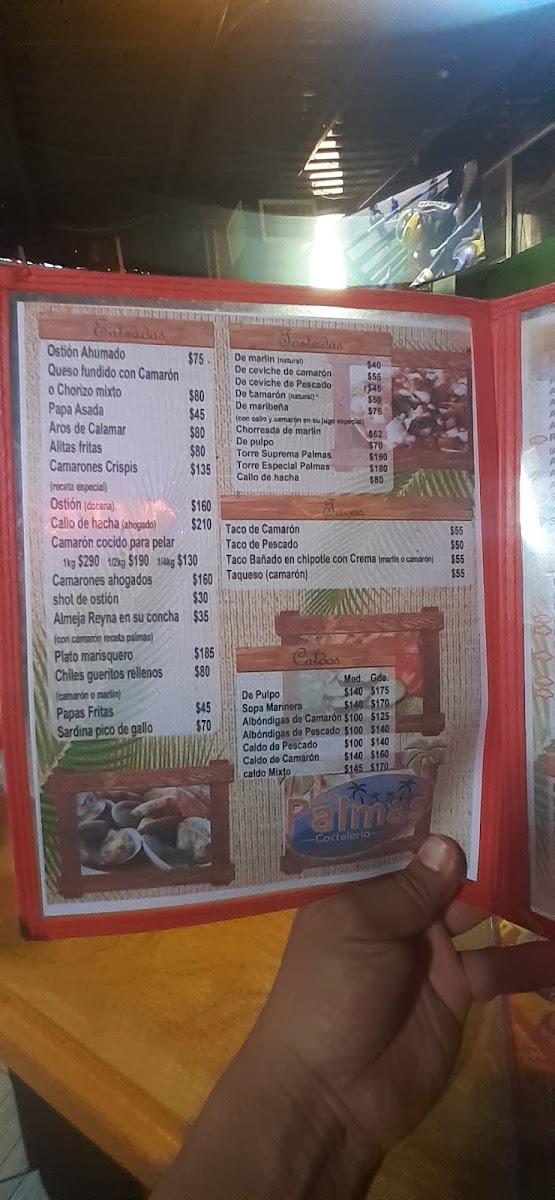 Entradas
Ostión Ahumado $75
Queso fundido con Camarón
o Chorizo mixto $80
Papa Asada $45
Aros de Calamar $80
Alitas fritas $80
Camarones Crispis $135
(receta especial)
Ostión (docena) $160
Callo de hacha (ahogado) $210
Camarón cocido para pelar
1kg $290 1/2kg $190 1/4kg $130
Camarones ahogados $160
shot de ostión $30
Almeja Reyna en su concha $35
(con camarón receta palmas)
Plato marisquero $185
Chiles gueritos rellenos $80
(camarón o marlin)
Papas Fritas $45
Sardina pico de gallo $70
Tostadas
De marlin (natural) $40
De ceviche de camarón $55
De ceviche de Pescado $45
De camarón (natural) $50
De maribeña $75
(con callo y camarón en su jugo especial)
Chorreada de marlin $52
De pulpo $70
Torre Suprema Palmas $190
Torre Especial Palmas $180
Callo de hacha $80
Tacos
Taco de Camarón $55
Taco de Pescado $50
Taco Bañado en chipotle con Crema (marlin o camarón) $55
Taqueso (camarón) $55
Caldos
Med. Gde.
De Pulpo $140 $175
Sopa Marinera $140 $170
Albóndigas de Camarón $100 $125
Albóndigas de Pescado $100 $140
Caldo de Pescado $100 $140
Caldo de Camarón $140 $160
caldo Mixto $145 $170
Palmas
Coctelería